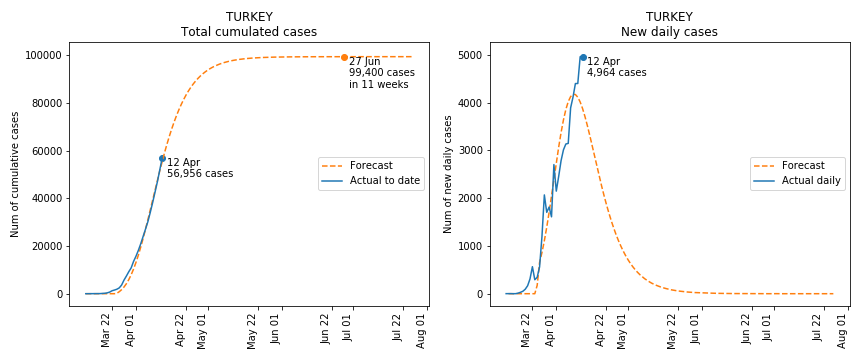 TURKEY
Total cumulated cases
Num of cumulative cases
100000
80000
60000
40000
20000
0
27 Jun
99,400 cases
in 11 weeks
12 Apr
56,956 cases
Forecast
Actual to date
Mar 22
Apr 01
Apr 22
May 01
May 22
Jun 01
Jun 22
Jul 01
Jul 22
Aug 01
TURKEY
New daily cases
Num of new daily cases
5000
4000
3000
2000
1000
0
12 Apr
4,964 cases
Forecast
Actual daily
Mar 22
Apr 01
Apr 22
May 01
May 22
Jun 01
Jun 22
Jul 01
Jul 22
Aug 01